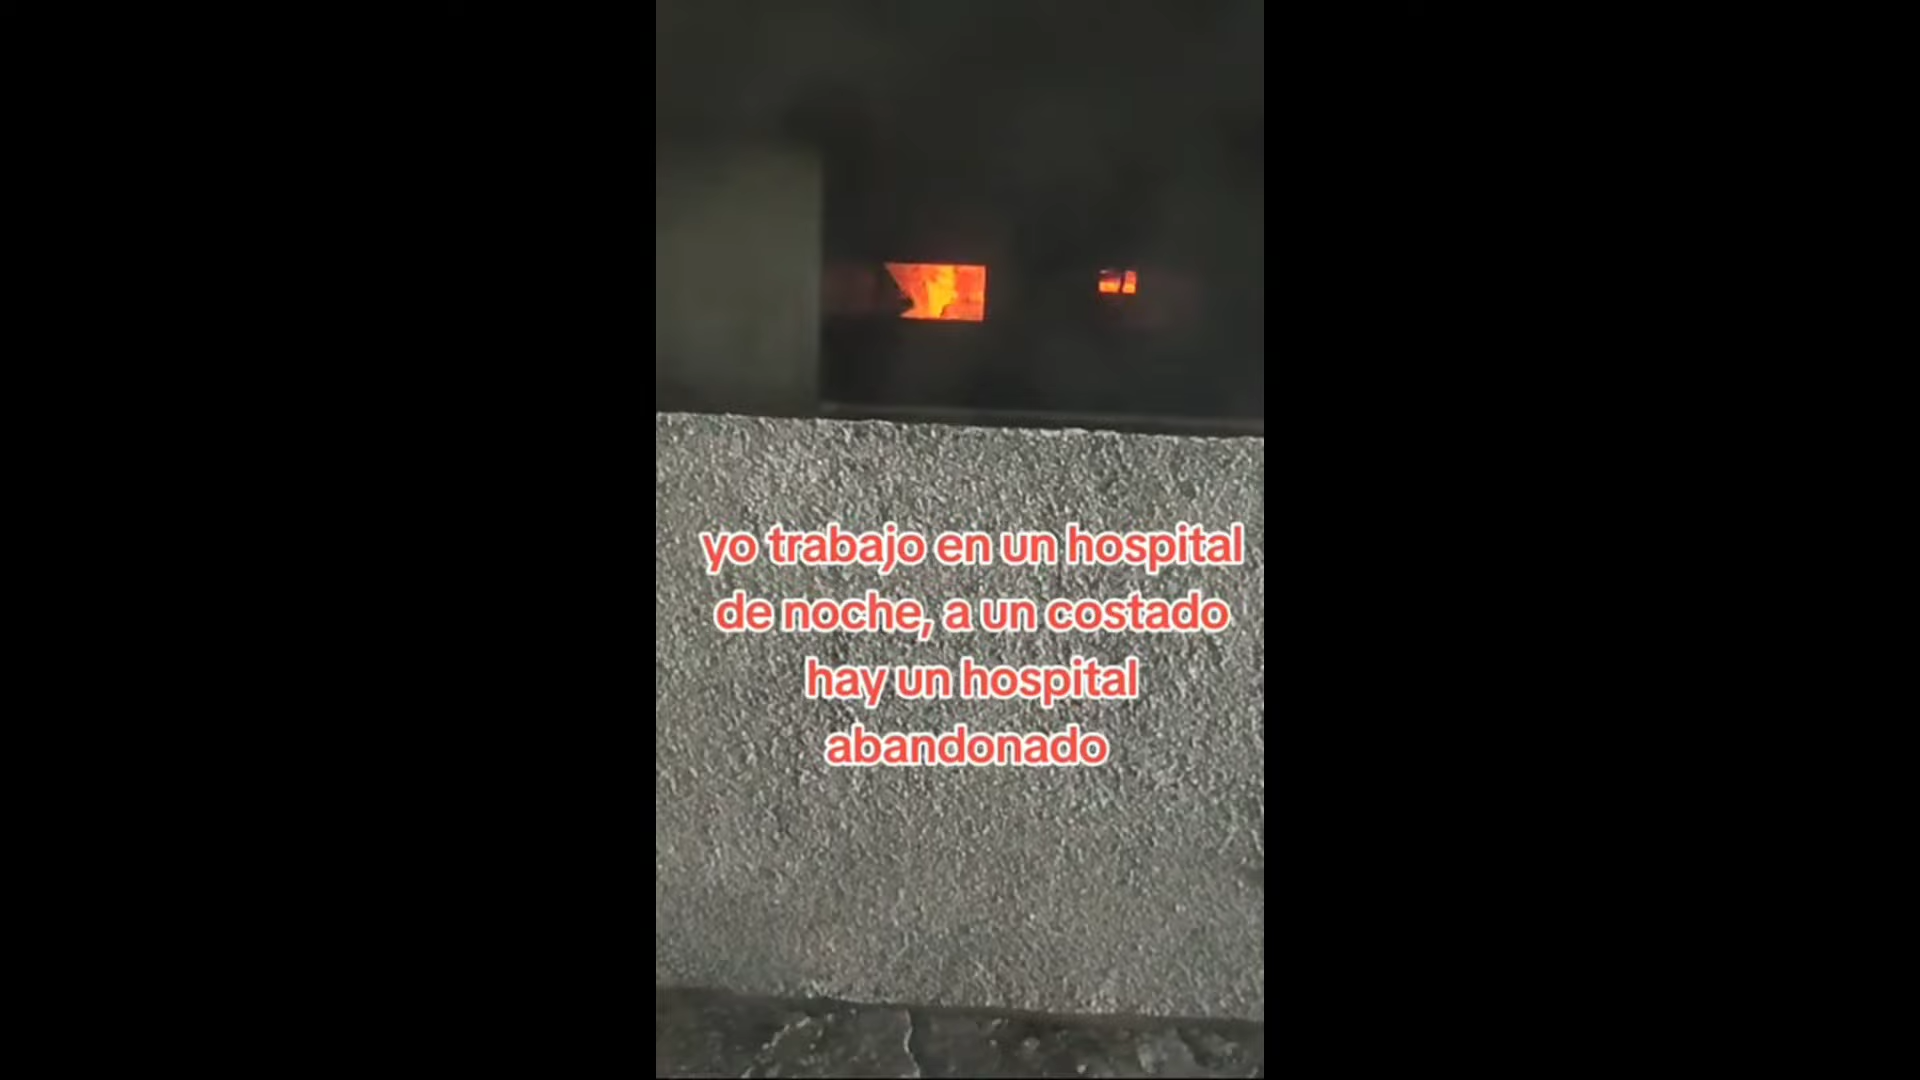 yo trabajo en un hospital
de noche, a un costado
hay un hospital
abandonado